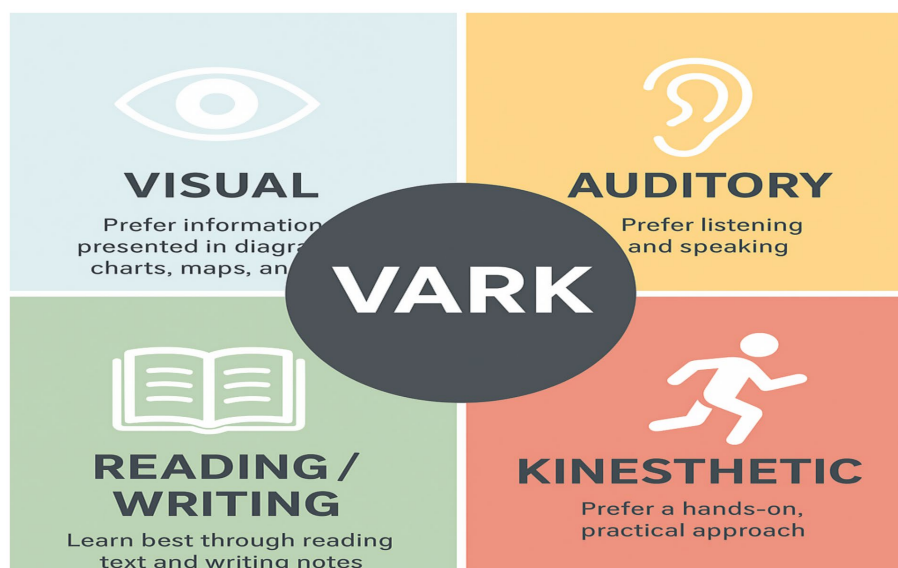 VISUAL
Prefer information
presented in
charts, maps,
AUDITORY
Prefer listening
and speaking
VARK
READING /
WRITING
Learn best through reading
text and writing notes
KINESTHETIC
Prefer a hands-on,
practical approach